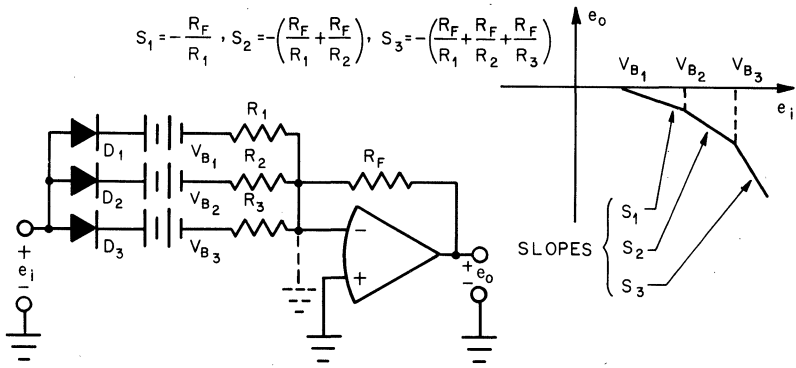 S1 = -RF/R1 , S2 = -(RF/R1 + RF/R2) , S3 = -(RF/R1 + RF/R2 + RF/R3)
eo
VB1 VB2 VB3
ei
R1
D1 VB1
R2
RF
D2 VB2
R3
D3 VB3
+
ei
-
-
+
+ eo
-
SLOPES
S1
S2
S3